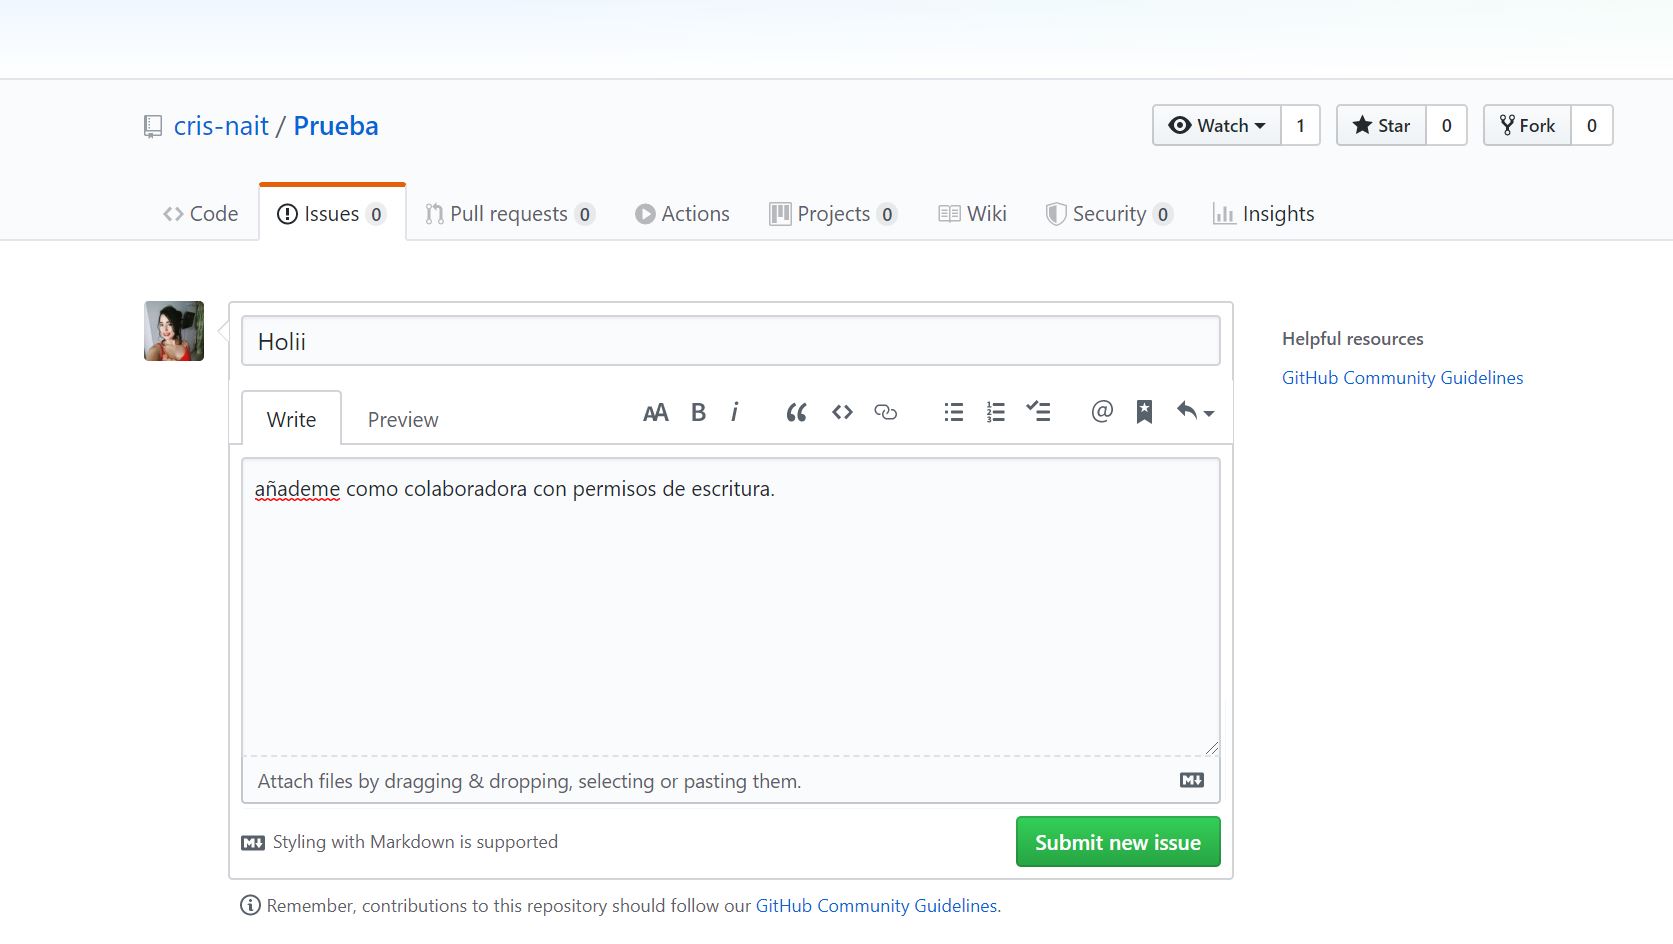 cris-nait / Prueba
Watch 1 Star 0 Fork 0
Code Issues 0 Pull requests 0 Actions Projects 0 Wiki Security 0 Insights
Holii
Helpful resources
GitHub Community Guidelines
Write Preview AA B i “ <> @
añademe como colaboradora con permisos de escritura.
Attach files by dragging & dropping, selecting or pasting them.
Styling with Markdown is supported
Submit new issue
Remember, contributions to this repository should follow our GitHub Community Guidelines.